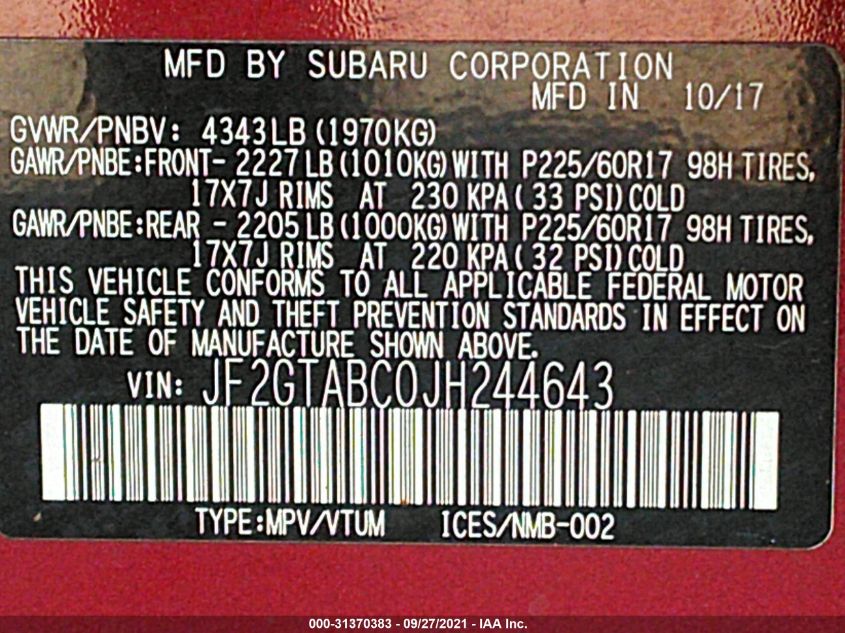 MFD BY SUBARU CORPORATION
MFD IN 10/17
GVWR/PNBV: 4343LB (1970KG)
GAWR/PNBE:FRONT- 2227 LB (1010KG) WITH P225/60R17 98H TIRES,
17X7J RIMS AT 230 KPA ( 33 PSI) COLD
GAWR/PNBE:REAR - 2205 LB (1000KG) WITH P225/60R17 98H TIRES,
17X7J RIMS AT 220 KPA ( 32 PSI) COLD
THIS VEHICLE CONFORMS TO ALL APPLICABLE FEDERAL MOTOR
VEHICLE SAFETY AND THEFT PREVENTION STANDARDS IN EFFECT ON
THE DATE OF MANUFACTURE SHOWN ABOVE.
VIN: JF2GTABC0JH244643
TYPE:MPV/VTUM ICES/NMB-002
000-31370383 - 09/27/2021 - IAA Inc.